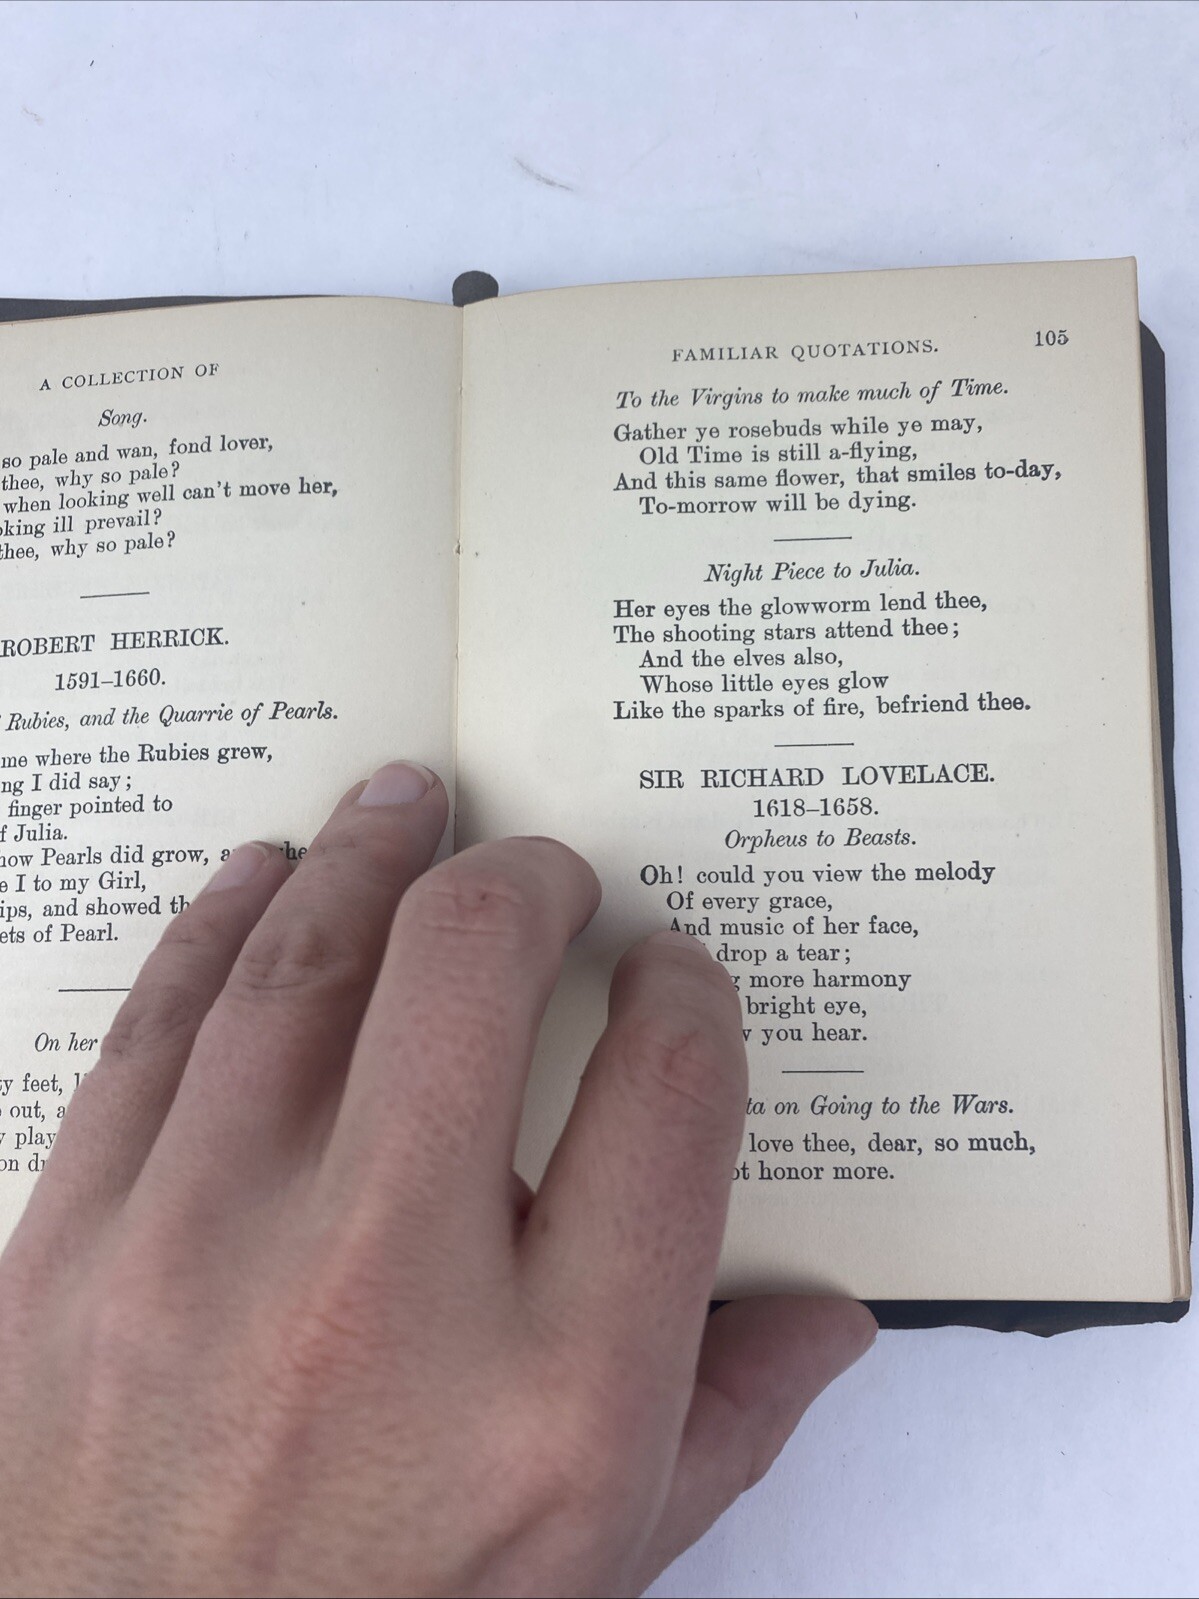 A COLLECTION OF
Song.
so pale and wan, fond lover,
thee, why so pale?
when looking well can't move her,
ill prevail?
thee, why so pale?
ROBERT HERRICK.
1591–1660.
Rubies, and the Quarrie of Pearls.
me where the Rubies grew,
I did say;
finger pointed to
Julia.
Pearls did grow,
I to my Girl,
and showed
of Pearl.
On her
feet,
out,
play
FAMILIAR QUOTATIONS.
105
To the Virgins to make much of Time.
Gather ye rosebuds while ye may,
Old Time is still a-flying,
And this same flower, that smiles to-day,
To-morrow will be dying.
Night Piece to Julia.
Her eyes the glowworm lend thee,
The shooting stars attend thee;
And the elves also,
Whose little eyes glow
Like the sparks of fire, befriend thee.
SIR RICHARD LOVELACE.
1618–1658.
Orpheus to Beasts.
Oh! could you view the melody
Of every grace,
And music of her face,
drop a tear;
more harmony
bright eye,
you hear.
on Going to the Wars.
love thee, dear, so much,
honor more.